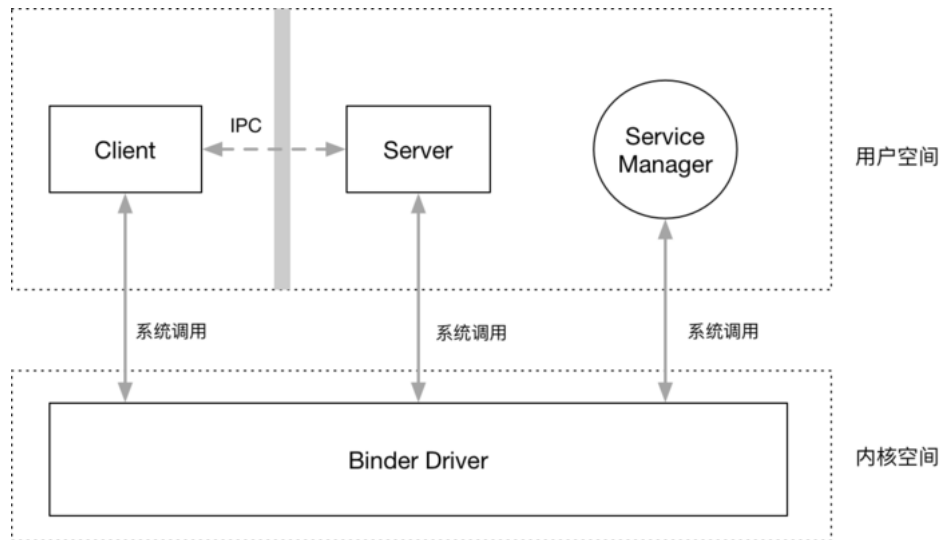 IPC
Client
Server
Service
Manager
用户空间
系统调用
系统调用
系统调用
Binder Driver
内核空间